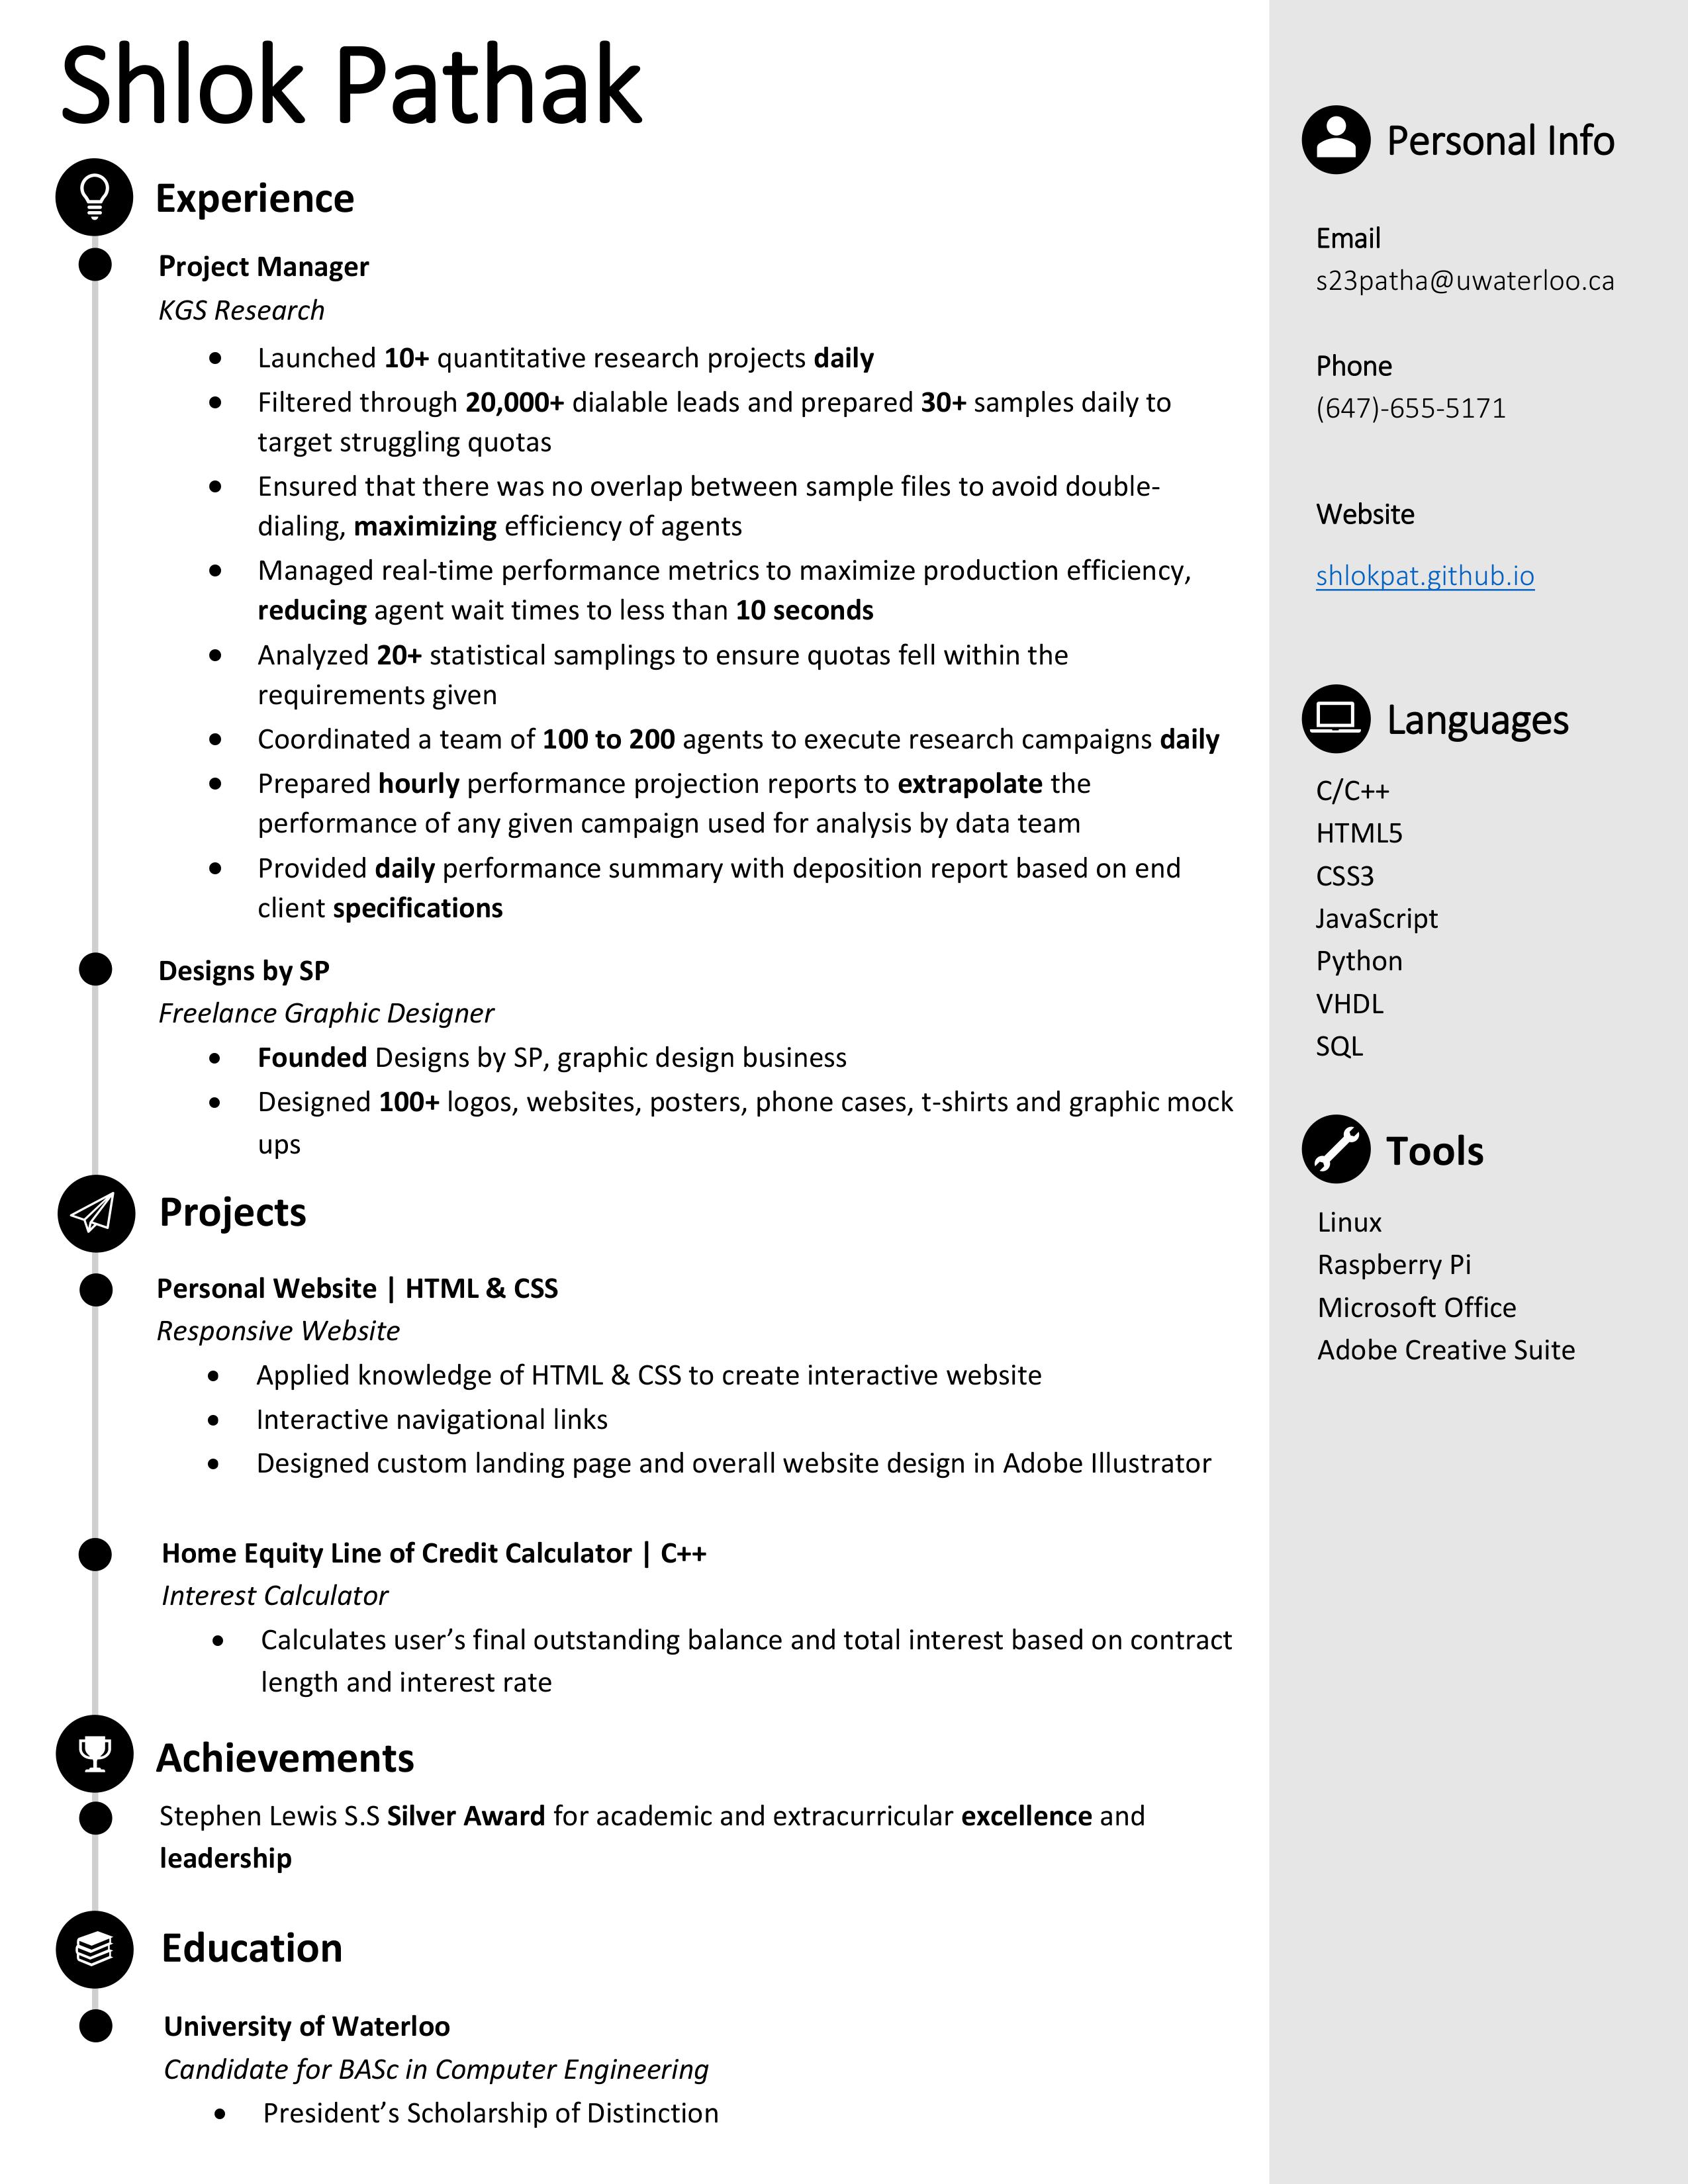 Shlok Pathak
Experience
Project Manager
KGS Research
• Launched 10+ quantitative research projects daily
• Filtered through 20,000+ dialable leads and prepared 30+ samples daily to
target struggling quotas
• Ensured that there was no overlap between sample files to avoid double-
dialing, maximizing efficiency of agents
• Managed real-time performance metrics to maximize production efficiency,
reducing agent wait times to less than 10 seconds
• Analyzed 20+ statistical samplings to ensure quotas fell within the
requirements given
• Coordinated a team of 100 to 200 agents to execute research campaigns daily
• Prepared hourly performance projection reports to extrapolate the
performance of any given campaign used for analysis by data team
• Provided daily performance summary with deposition report based on end
client specifications
Designs by SP
Freelance Graphic Designer
• Founded Designs by SP, graphic design business
• Designed 100+ logos, websites, posters, phone cases, t-shirts and graphic mock
ups
Projects
Personal Website | HTML & CSS
Responsive Website
• Applied knowledge of HTML & CSS to create interactive website
• Interactive navigational links
• Designed custom landing page and overall website design in Adobe Illustrator
Home Equity Line of Credit Calculator | C++
Interest Calculator
• Calculates user’s final outstanding balance and total interest based on contract
length and interest rate
Achievements
Stephen Lewis S.S Silver Award for academic and extracurricular excellence and
leadership
Education
University of Waterloo
Candidate for BASc in Computer Engineering
• President’s Scholarship of Distinction
Personal Info
Email
s23patha@uwaterloo.ca
Phone
(647)-655-5171
Website
shlokpat.github.io
Languages
C/C++
HTML5
CSS3
JavaScript
Python
VHDL
SQL
Tools
Linux
Raspberry Pi
Microsoft Office
Adobe Creative Suite